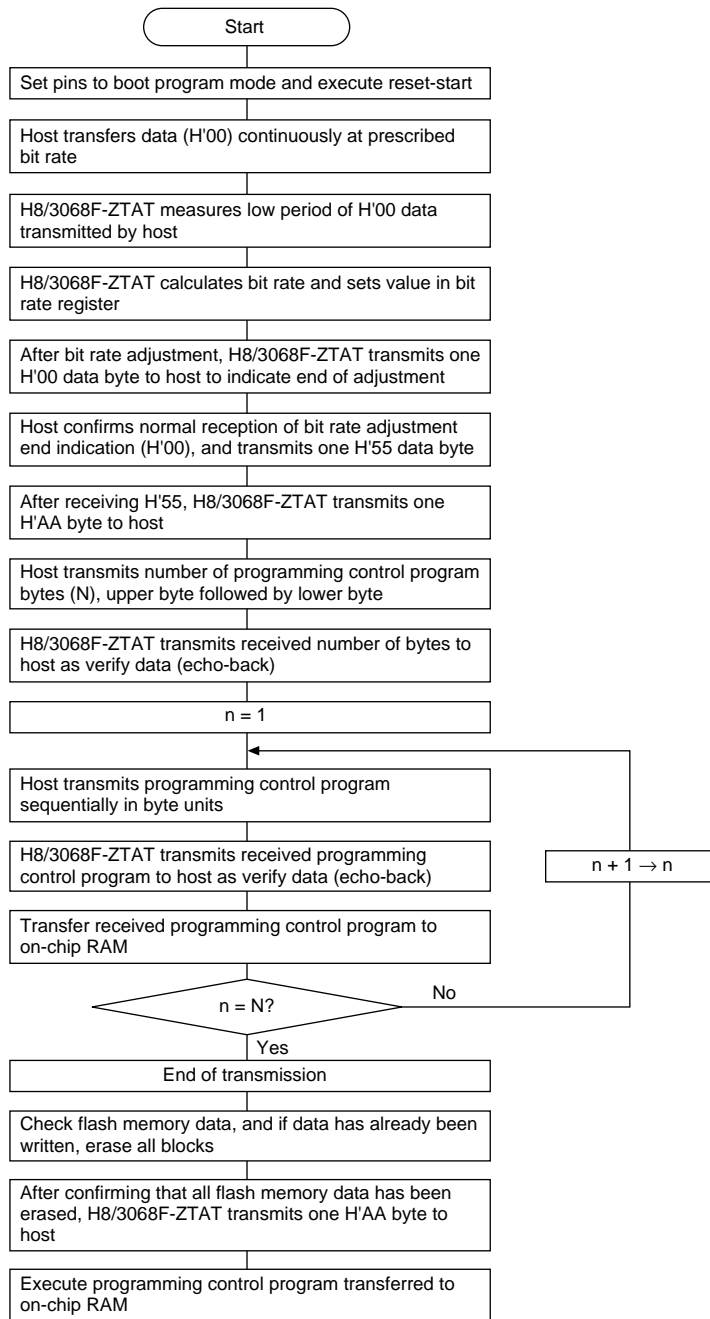 Start
Set pins to boot program mode and execute reset-start
Host transfers data (H'00) continuously at prescribed
bit rate
H8/3068F-ZTAT measures low period of H'00 data
transmitted by host
H8/3068F-ZTAT calculates bit rate and sets value in bit
rate register
After bit rate adjustment, H8/3068F-ZTAT transmits one
H'00 data byte to host to indicate end of adjustment
Host confirms normal reception of bit rate adjustment
end indication (H'00), and transmits one H'55 data byte
After receiving H'55, H8/3068F-ZTAT transmits one
H'AA byte to host
Host transmits number of programming control program
bytes (N), upper byte followed by lower byte
H8/3068F-ZTAT transmits received number of bytes to
host as verify data (echo-back)
n = 1
Host transmits programming control program
sequentially in byte units
H8/3068F-ZTAT transmits received programming
control program to host as verify data (echo-back)
n + 1 → n
Transfer received programming control program to
on-chip RAM
n = N?
No
Yes
End of transmission
Check flash memory data, and if data has already been
written, erase all blocks
After confirming that all flash memory data has been
erased, H8/3068F-ZTAT transmits one H'AA byte to
host
Execute programming control program transferred to
on-chip RAM